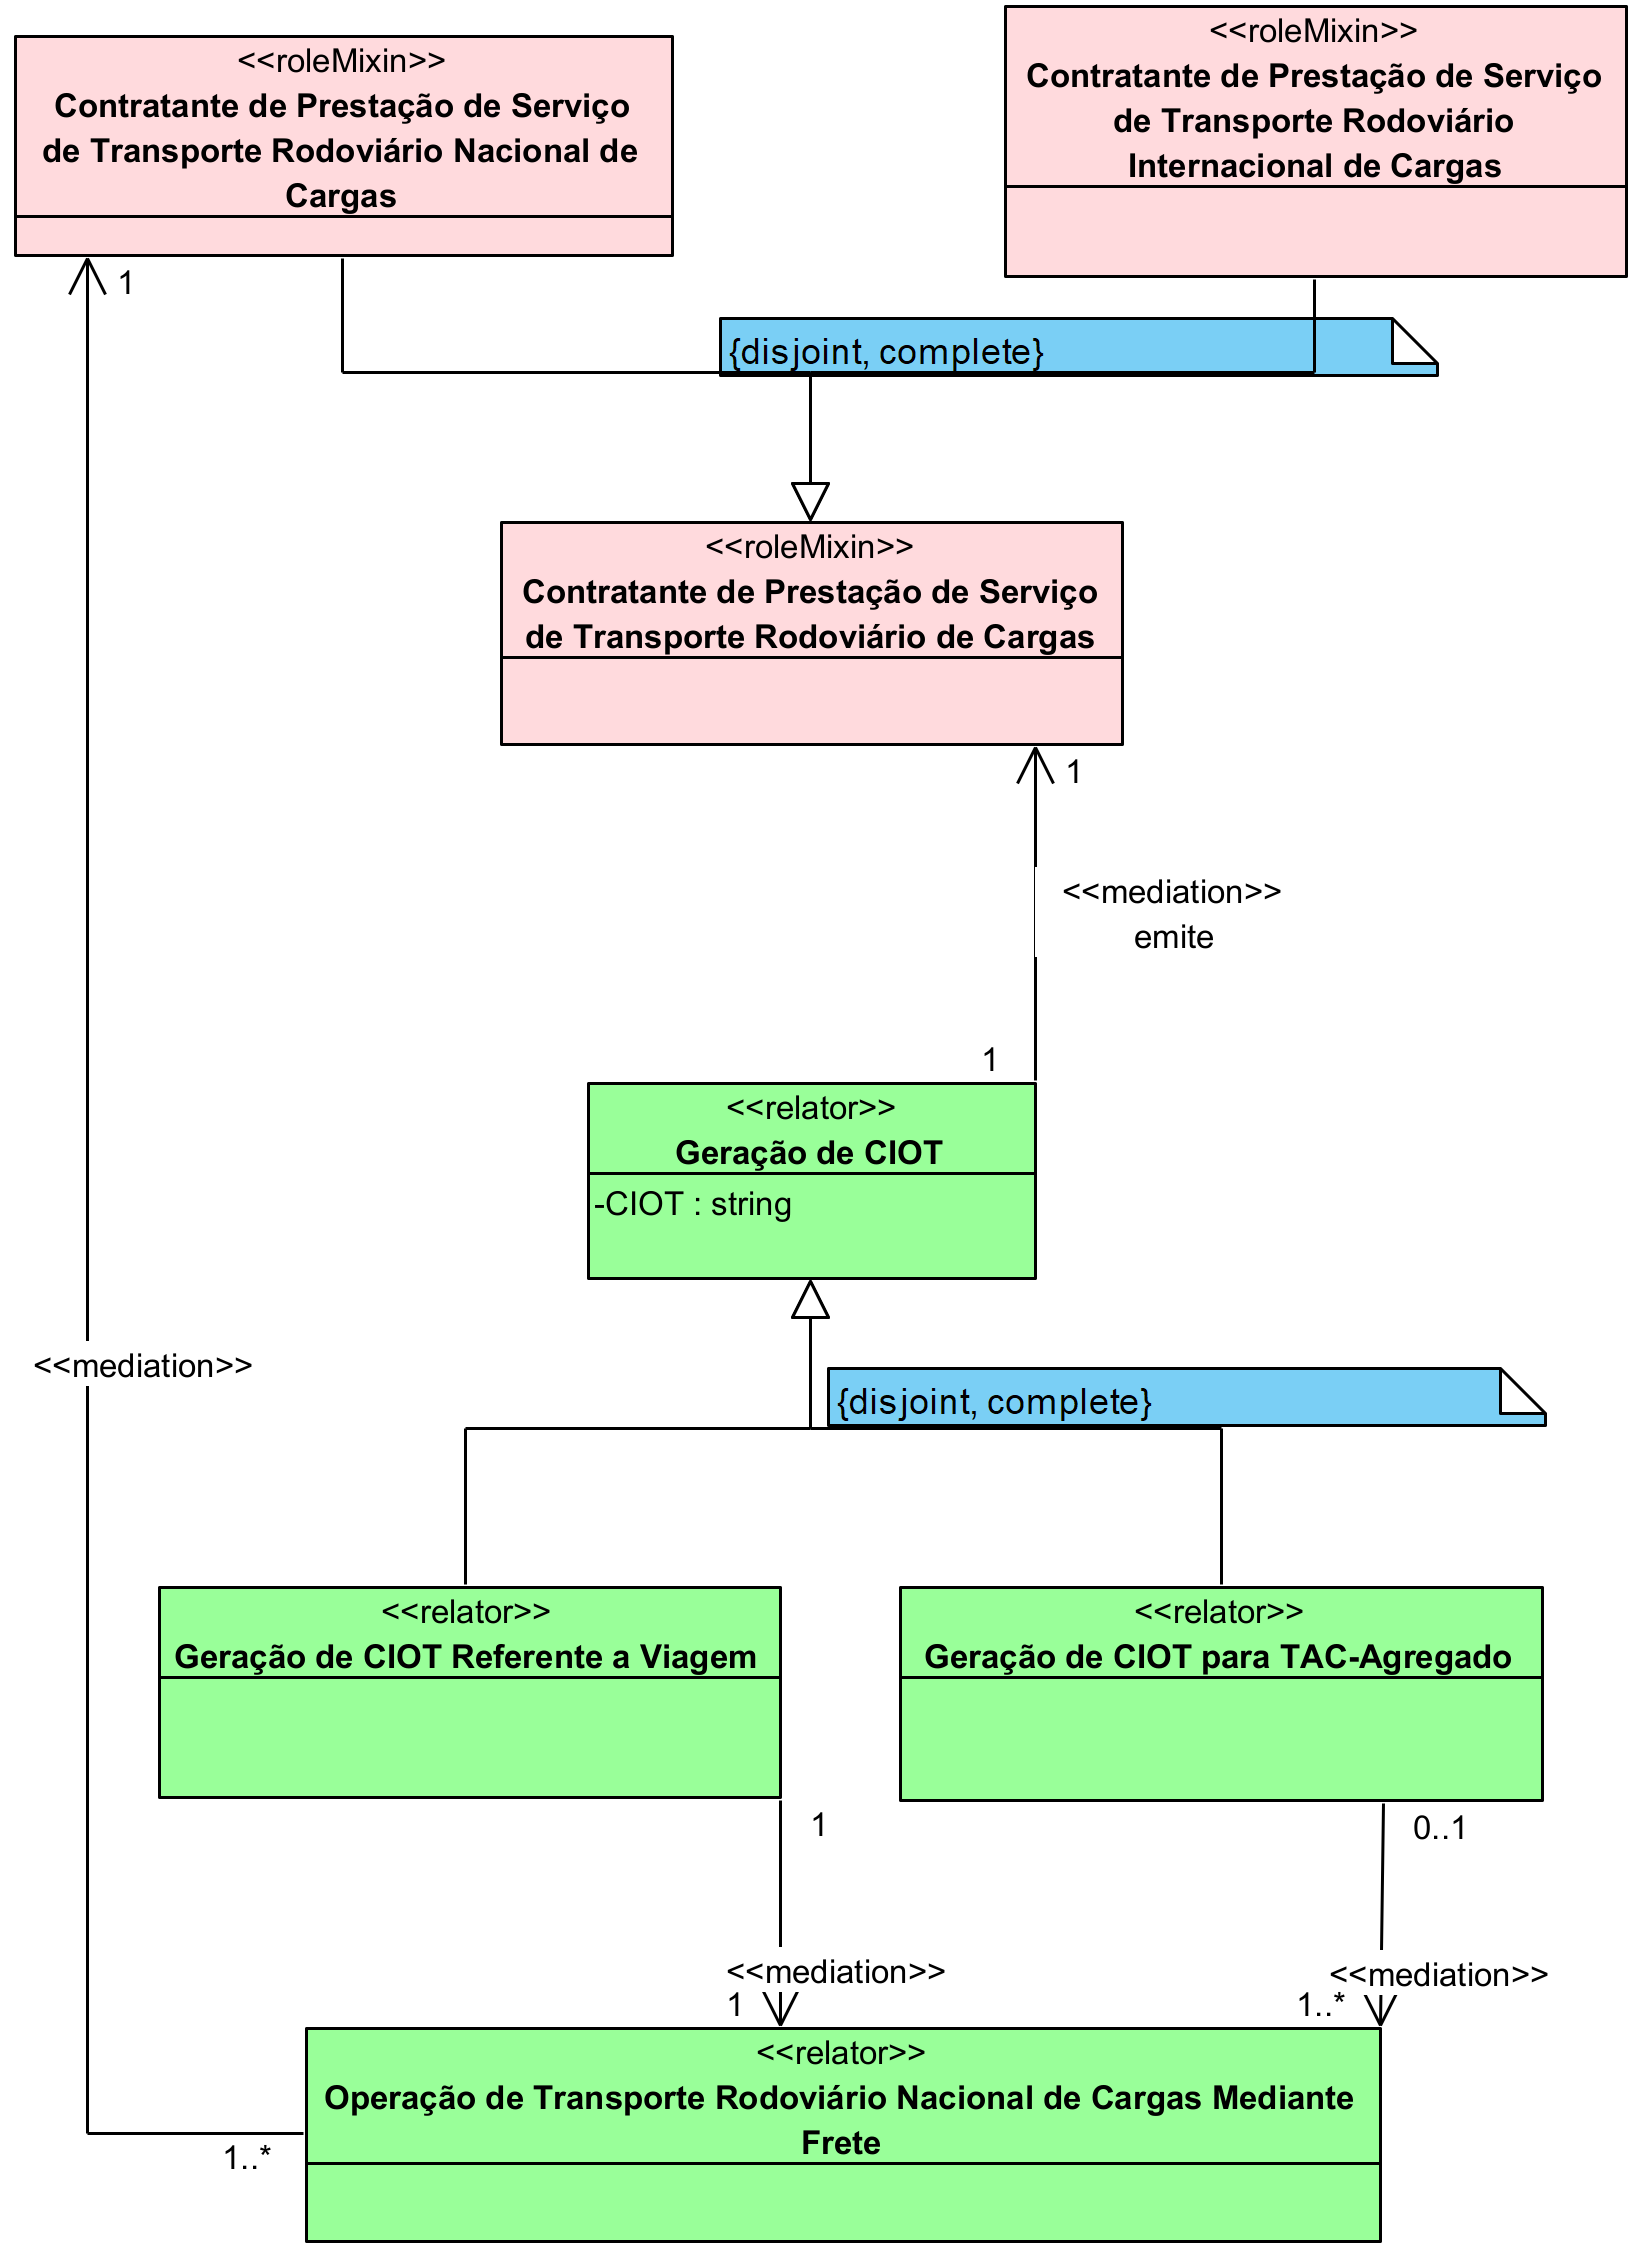 <<roleMixin>>
Contratante de Prestação de Serviço
de Transporte Rodoviário Nacional de
Cargas
<<roleMixin>>
Contratante de Prestação de Serviço
de Transporte Rodoviário
Internacional de Cargas
1
{disjoint, complete}
<<roleMixin>>
Contratante de Prestação de Serviço
de Transporte Rodoviário de Cargas
1
<<mediation>>
emite
1
<<relator>>
Geração de CIOT
-CIOT : string
<<mediation>>
{disjoint, complete}
<<relator>>
Geração de CIOT Referente a Viagem
<<relator>>
Geração de CIOT para TAC-Agregado
1
0..1
<<mediation>>
<<mediation>>
1
1..*
<<relator>>
Operação de Transporte Rodoviário Nacional de Cargas Mediante
Frete
1..*